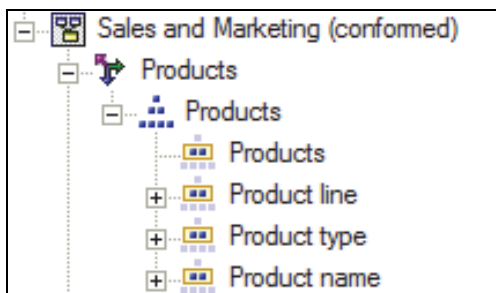 Sales and Marketing (conformed)
Products
Products
Products
Product line
Product type
Product name